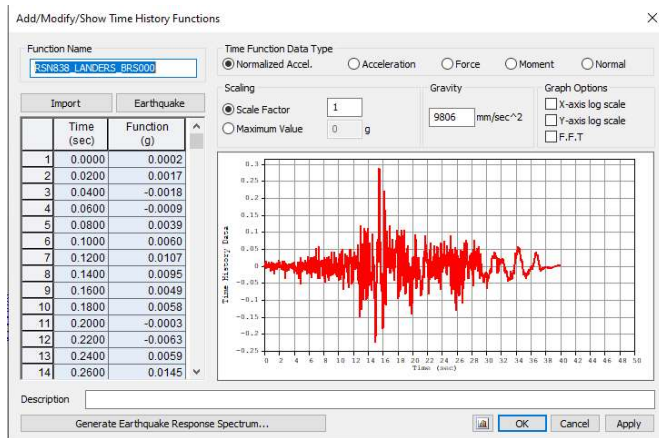 Add/Modify/Show Time History Functions
Function Name
RSN838_LANDERS_BRS000
Import
Earthquake
Time (sec) Function (g)
1 0.0000 0.0002
2 0.0200 0.0017
3 0.0400 -0.0018
4 0.0600 -0.0009
5 0.0800 0.0039
6 0.1000 0.0060
7 0.1200 0.0107
8 0.1400 0.0095
9 0.1600 0.0049
10 0.1800 0.0058
11 0.2000 -0.0003
12 0.2200 -0.0063
13 0.2400 0.0059
14 0.2600 0.0145
Time Function Data Type
Normalized Accel. Acceleration Force Moment Normal
Scaling
Scale Factor 1
Maximum Value 0 g
Gravity
9806 mm/sec^2
Graph Options
X-axis log scale
Y-axis log scale
F.F.T
Time History Data
0.3
0.25
0.2
0.15
0.1
0.05
0
-0.05
-0.1
-0.15
-0.2
-0.25
0 2 4 6 8 10 12 14 16 18 20 22 24 26 28 30 32 34 36 38 40 42 44 46 48 50
Time (sec)
Description
Generate Earthquake Response Spectrum...
OK Cancel Apply